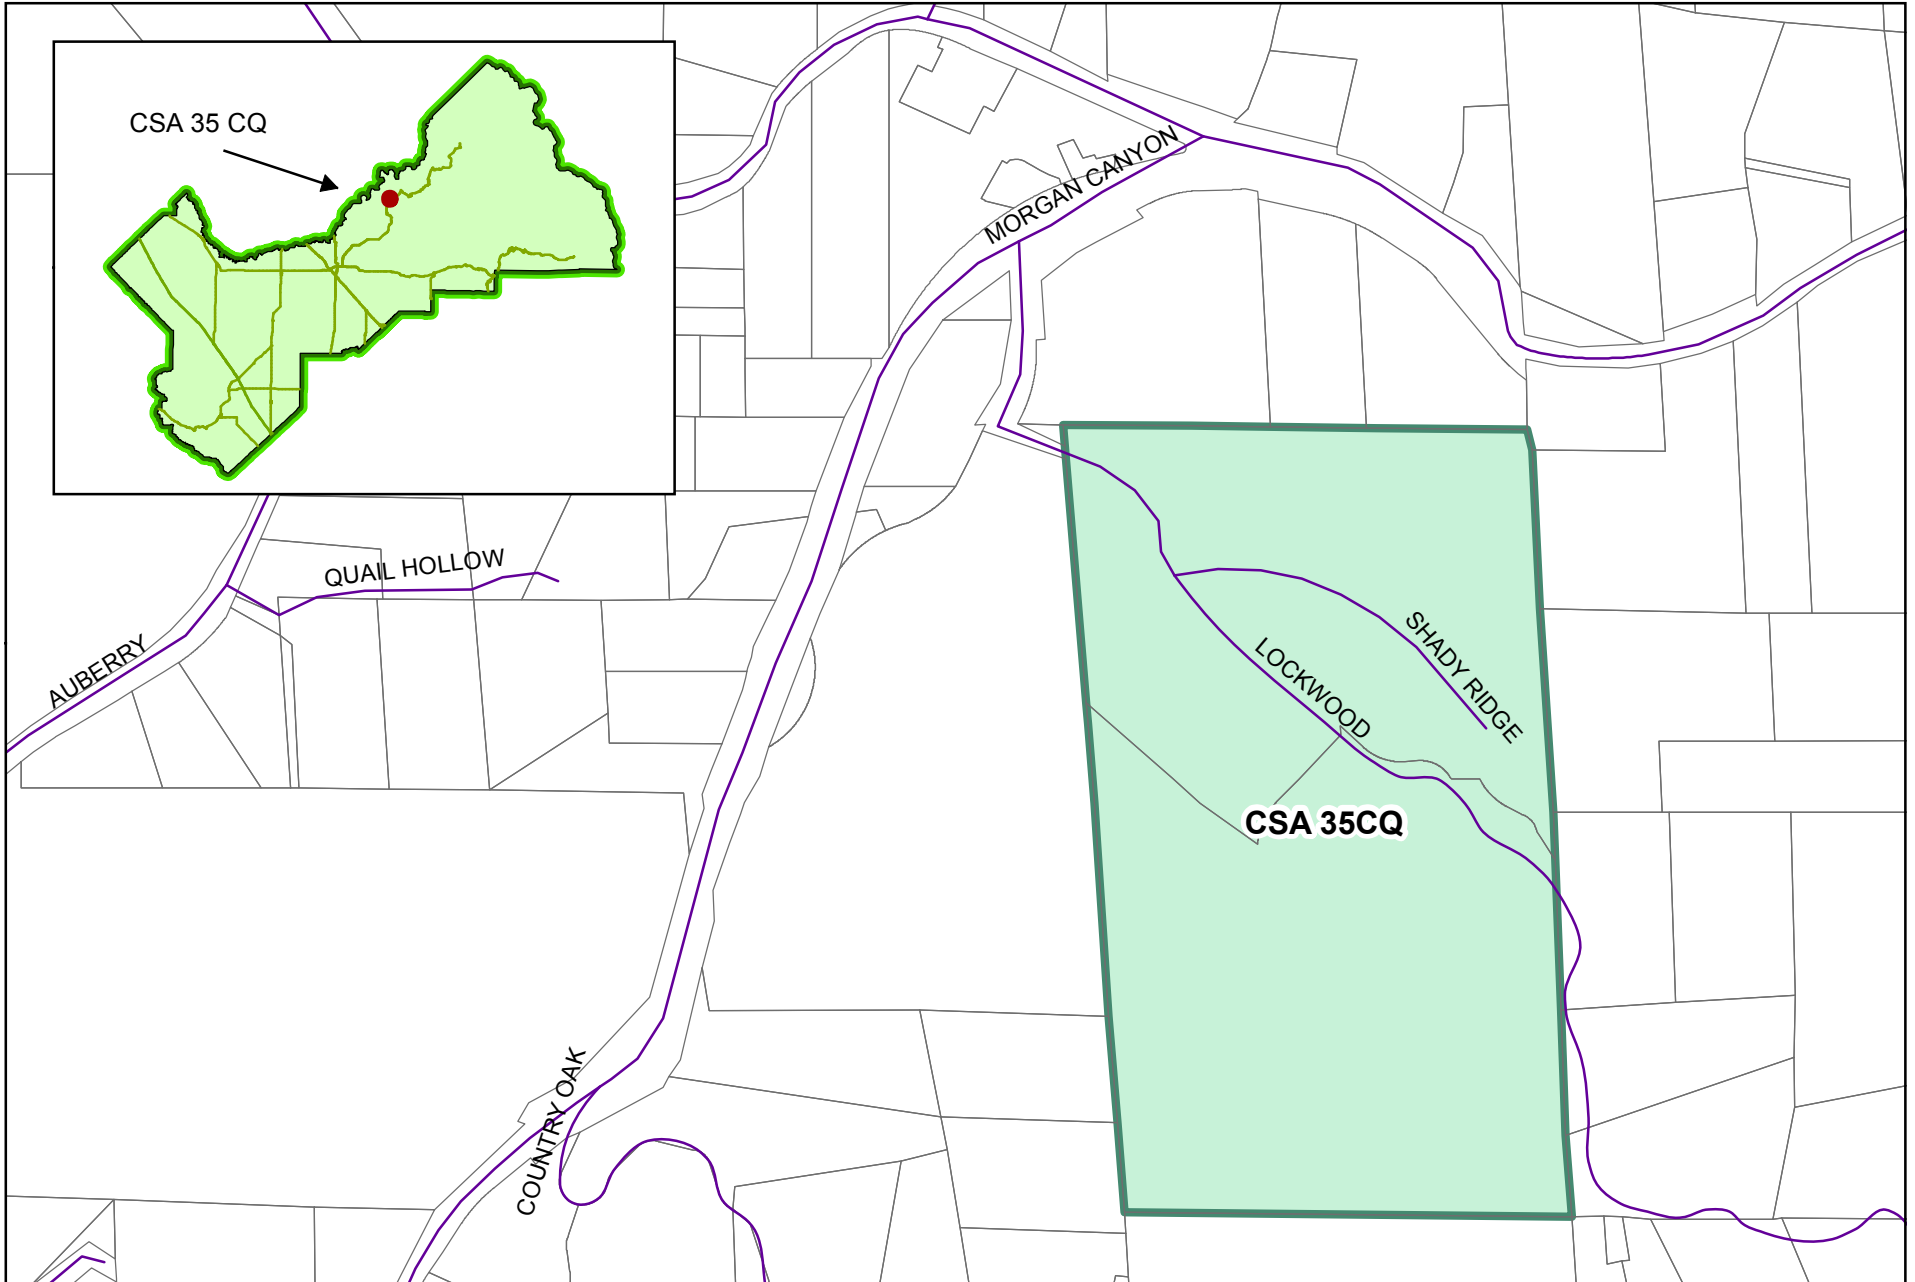 CSA 35 CQ
MORGAN CANYON
QUAIL HOLLOW
AUBERRY
SHADY RIDGE
LOCKWOOD
CSA 35CQ
COUNTRY OAK